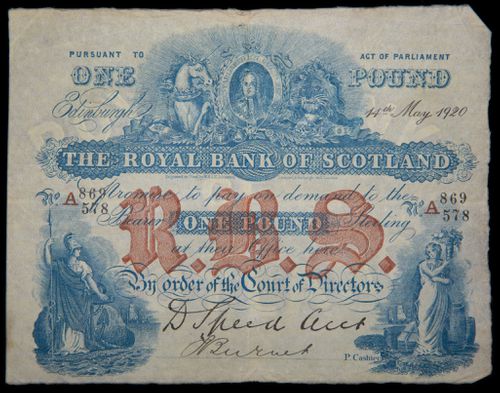 PURSUANT TO ACT OF PARLIAMENT
ONE POUND
Edinburgh 14th May 1920
THE ROYAL BANK OF SCOTLAND
No A 869/578 Promise to pay on demand to the No A 869/578
Bearer ONE POUND Sterling
R.B.S.
at their Office here
By order of the Court of Directors
D Speed Acct
Burnet
P. Cashier